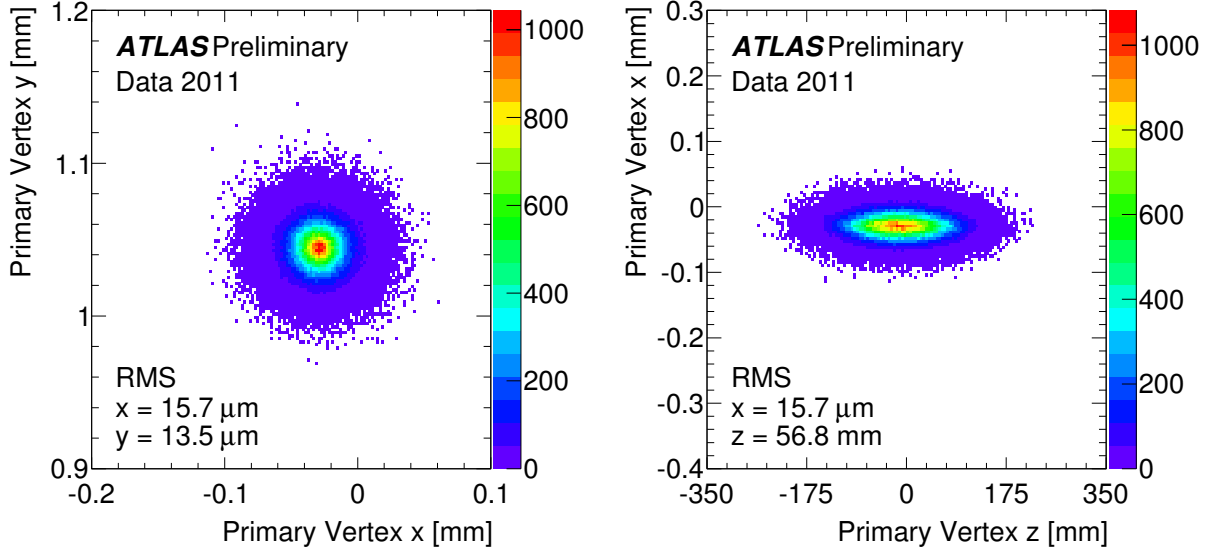 Primary Vertex y [mm]
1.2
1.1
1
0.9
ATLAS Preliminary
Data 2011
RMS
x = 15.7 μm
y = 13.5 μm
-0.2 -0.1 0 0.1
Primary Vertex x [mm]
1000
800
600
400
200
0
Primary Vertex x [mm]
0.3
0.2
0.1
0
-0.1
-0.2
-0.3
-0.4
ATLAS Preliminary
Data 2011
RMS
x = 15.7 μm
z = 56.8 mm
-350 -175 0 175 350
Primary Vertex z [mm]
1000
800
600
400
200
0